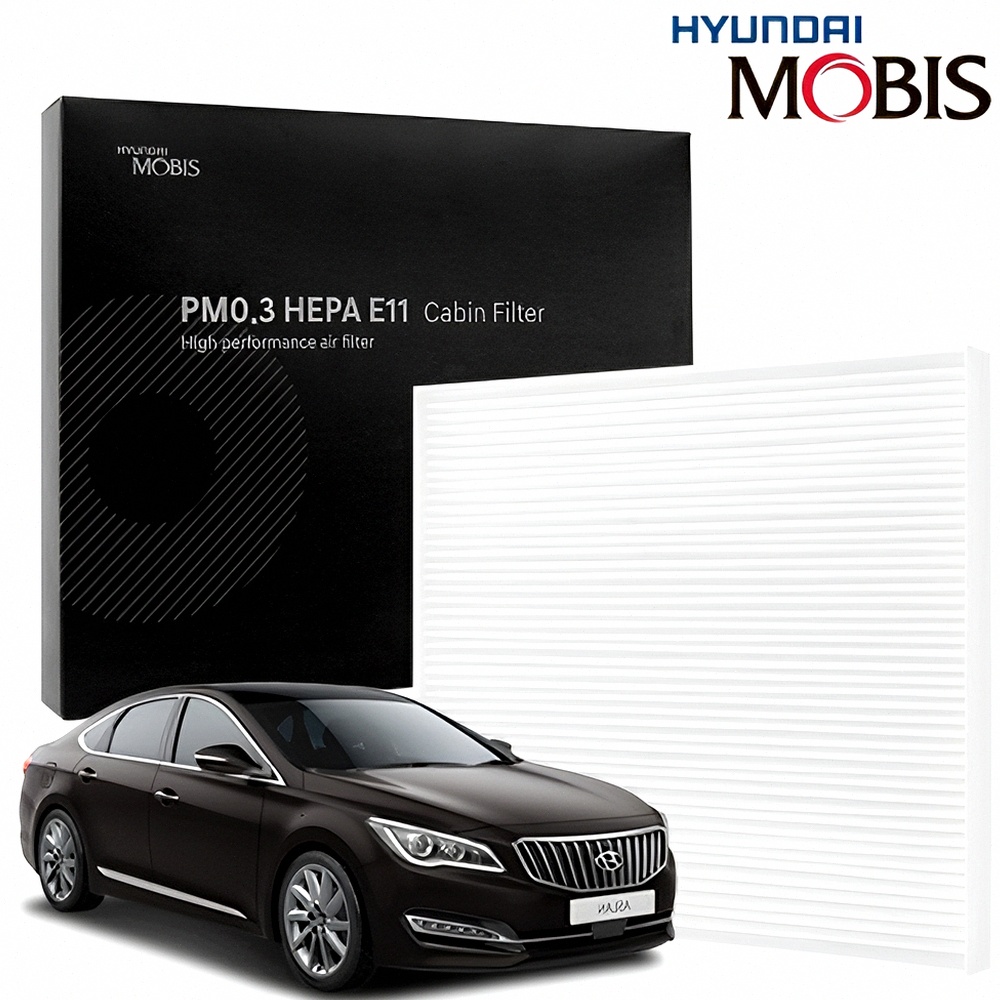 HYUNDAI
MOBIS
HYUNDAI
MOBIS
PM0.3 HEPA E11 Cabin Filter
High performance air filter